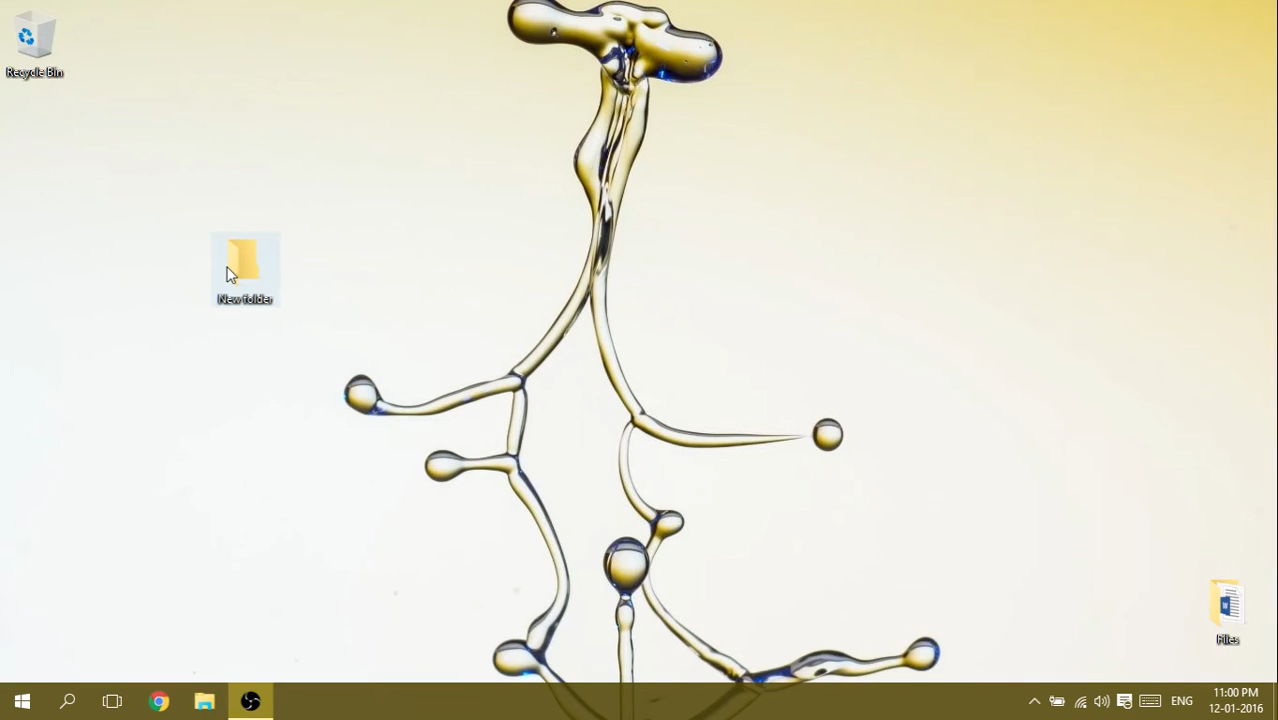 Recycle Bin
New folder
Files
ENG
11:00 PM
12-01-2016